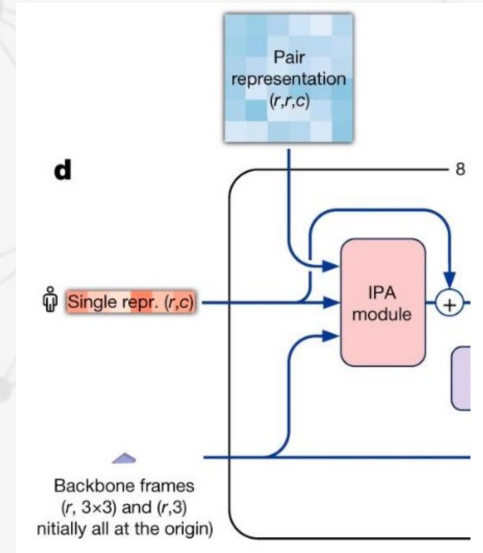 Pair
representation
(r,r,c)
d
8
Single repr. (r,c)
IPA
module
+
Backbone frames
(r, 3×3) and (r,3)
nitially all at the origin)